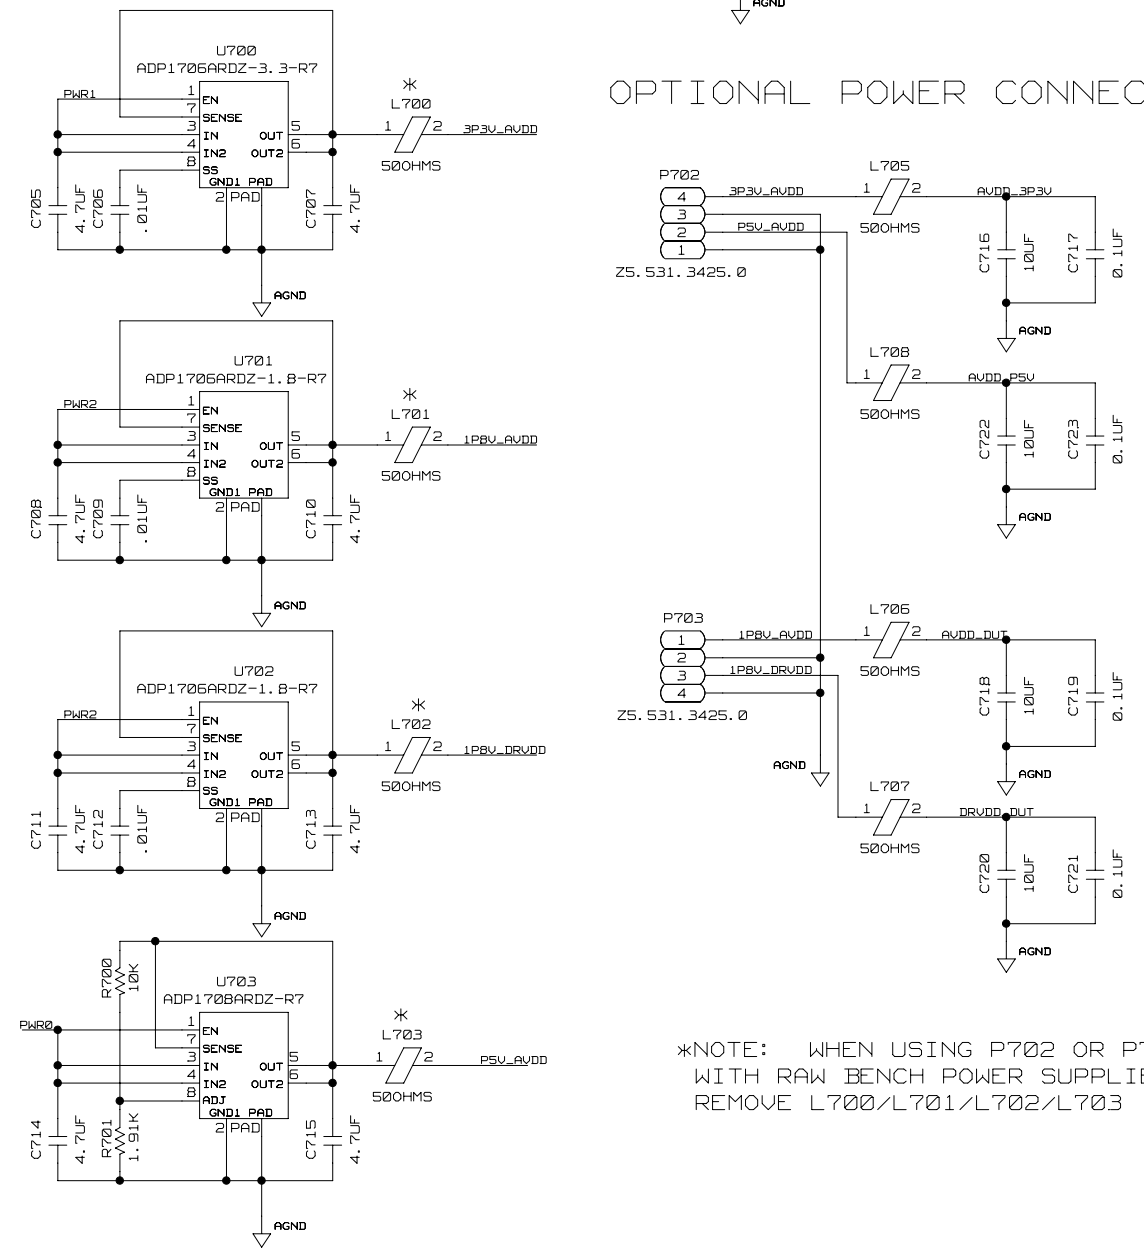 AGND
U700
ADP1706ARDZ-3.3-R7
PWR1
1 EN
7 SENSE
3 IN
4 IN2
8 SS
OUT 5
OUT2 6
GND1 PAD
2 PAD
C705 4.7UF
C706 .01UF
C707 4.7UF
*
L700
1 2
50OHMS
3P3V_AVDD
AGND
U701
ADP1706ARDZ-1.8-R7
PWR2
1 EN
7 SENSE
3 IN
4 IN2
8 SS
OUT 5
OUT2 6
GND1 PAD
2 PAD
C708 4.7UF
C709 .01UF
C710 4.7UF
*
L701
1 2
50OHMS
1P8V_AVDD
AGND
U702
ADP1706ARDZ-1.8-R7
PWR2
1 EN
7 SENSE
3 IN
4 IN2
8 SS
OUT 5
OUT2 6
GND1 PAD
2 PAD
C711 4.7UF
C712 .01UF
C713 4.7UF
*
L702
1 2
50OHMS
1P8V_DRVDD
AGND
R700 10K
U703
ADP1708ARDZ-R7
PWR0
1 EN
7 SENSE
3 IN
4 IN2
8 ADJ
OUT 5
OUT2 6
GND1 PAD
2 PAD
C714 4.7UF
R701 1.91K
C715 4.7UF
*
L703
1 2
50OHMS
P5V_AVDD
AGND
OPTIONAL POWER CONNEC
P702
4
3
2
1
Z5.531.3425.0
3P3V_AVDD
P5V_AVDD
L705
1 2
50OHMS
AVDD_3P3V
C716 10UF
C717 0.1UF
AGND
L708
1 2
50OHMS
AVDD_P5V
C722 10UF
C723 0.1UF
AGND
P703
1
2
3
4
Z5.531.3425.0
1P8V_AVDD
1P8V_DRVDD
AGND
L706
1 2
50OHMS
AVDD_DUT
C718 10UF
C719 0.1UF
AGND
L707
1 2
50OHMS
DRVDD_DUT
C720 10UF
C721 0.1UF
AGND
*NOTE: WHEN USING P702 OR P7
WITH RAW BENCH POWER SUPPLIE
REMOVE L700/L701/L702/L703